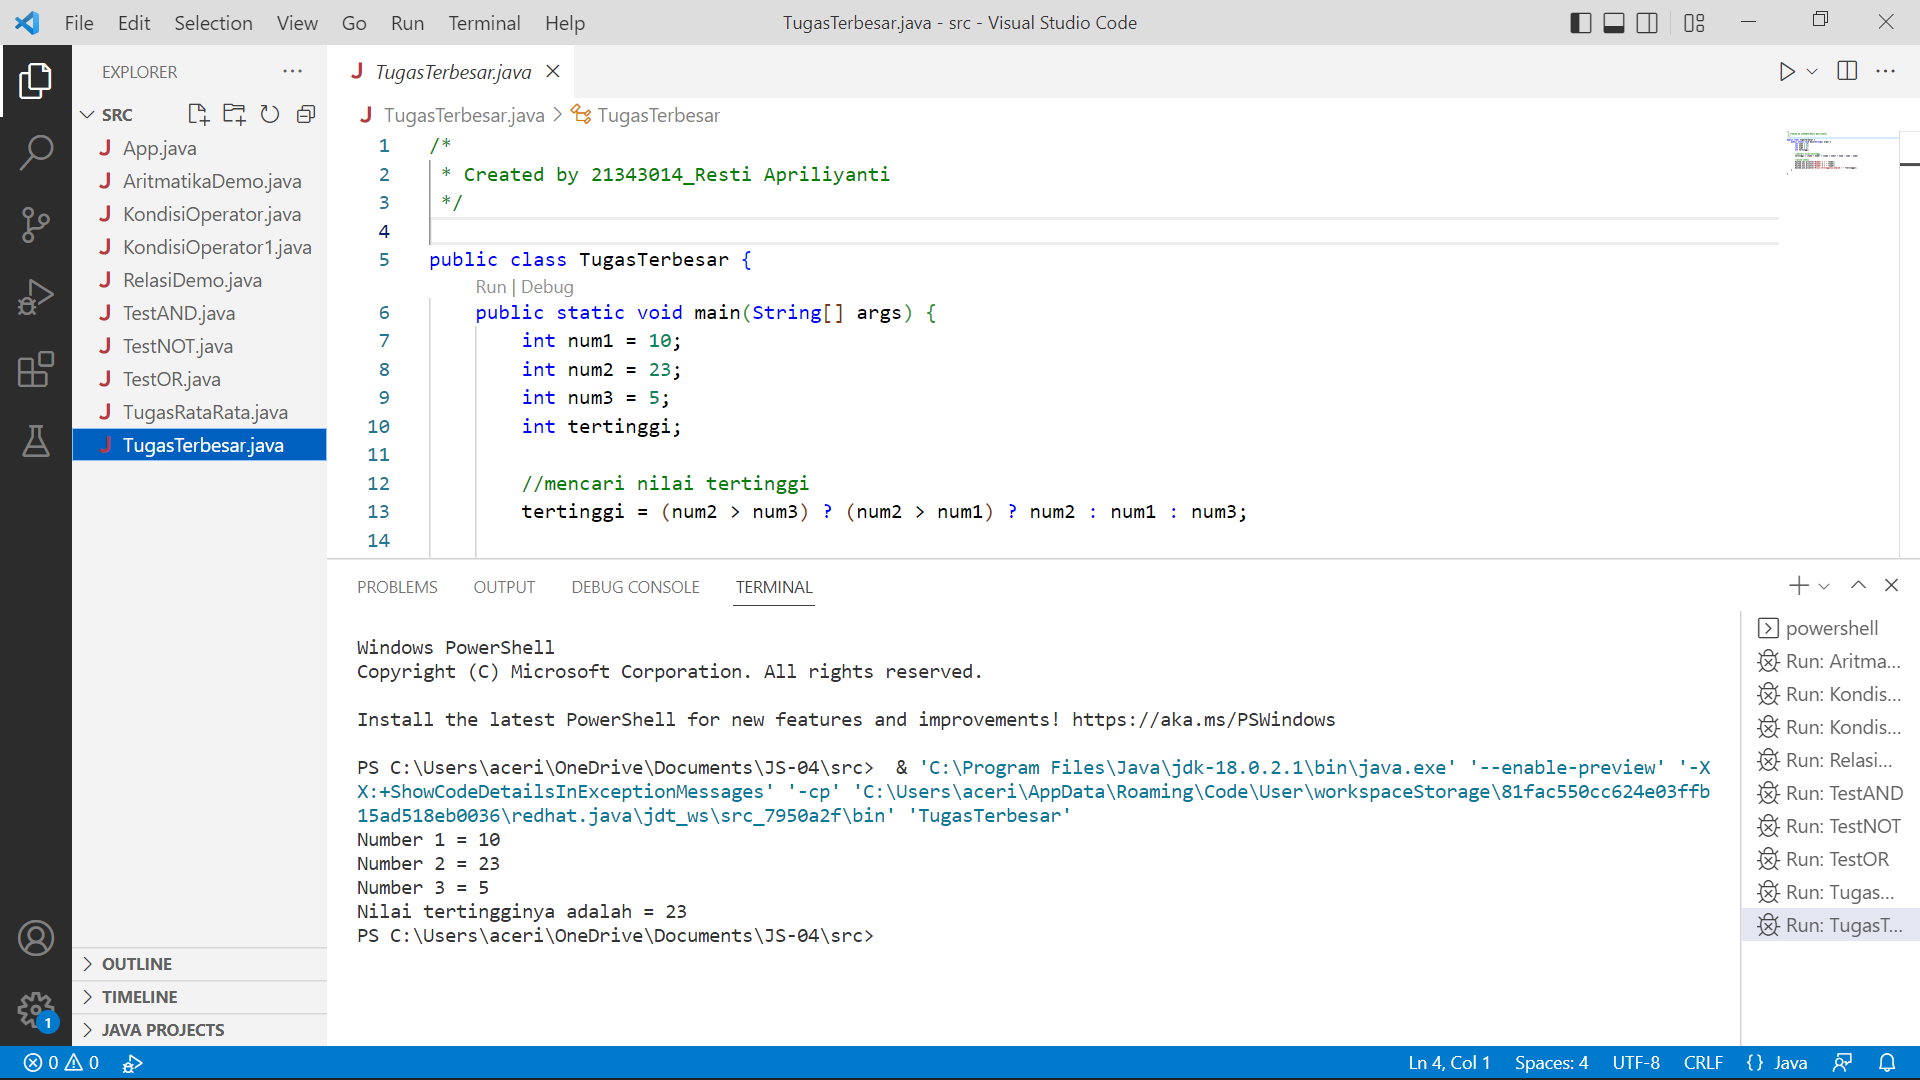 File Edit Selection View Go Run Terminal Help
TugasTerbesar.java - src - Visual Studio Code
EXPLORER
SRC
App.java
AritmatikaDemo.java
KondisiOperator.java
KondisiOperator1.java
RelasiDemo.java
TestAND.java
TestNOT.java
TestOR.java
TugasRataRata.java
TugasTerbesar.java
OUTLINE
TIMELINE
JAVA PROJECTS
1
TugasTerbesar.java
TugasTerbesar.java > TugasTerbesar
1 /*
2  * Created by 21343014_Resti Apriliyanti
3  */
4
5 public class TugasTerbesar {
Run | Debug
6     public static void main(String[] args) {
7         int num1 = 10;
8         int num2 = 23;
9         int num3 = 5;
10         int tertinggi;
11
12         //mencari nilai tertinggi
13         tertinggi = (num2 > num3) ? (num2 > num1) ? num2 : num1 : num3;
14
PROBLEMS OUTPUT DEBUG CONSOLE TERMINAL
Windows PowerShell
Copyright (C) Microsoft Corporation. All rights reserved.
Install the latest PowerShell for new features and improvements! https://aka.ms/PSWindows
PS C:\Users\aceri\OneDrive\Documents\JS-04\src>  & 'C:\Program Files\Java\jdk-18.0.2.1\bin\java.exe' '--enable-preview' '-X
X:+ShowCodeDetailsInExceptionMessages' '-cp' 'C:\Users\aceri\AppData\Roaming\Code\User\workspaceStorage\81fac550cc624e03ffb
15ad518eb0036\redhat.java\jdt_ws\src_7950a2f\bin' 'TugasTerbesar'
Number 1 = 10
Number 2 = 23
Number 3 = 5
Nilai tertingginya adalah = 23
PS C:\Users\aceri\OneDrive\Documents\JS-04\src>
powershell
Run: Aritma...
Run: Kondis...
Run: Kondis...
Run: Relasi...
Run: TestAND
Run: TestNOT
Run: TestOR
Run: Tugas...
Run: TugasT...
0 0
Ln 4, Col 1 Spaces: 4 UTF-8 CRLF {} Java